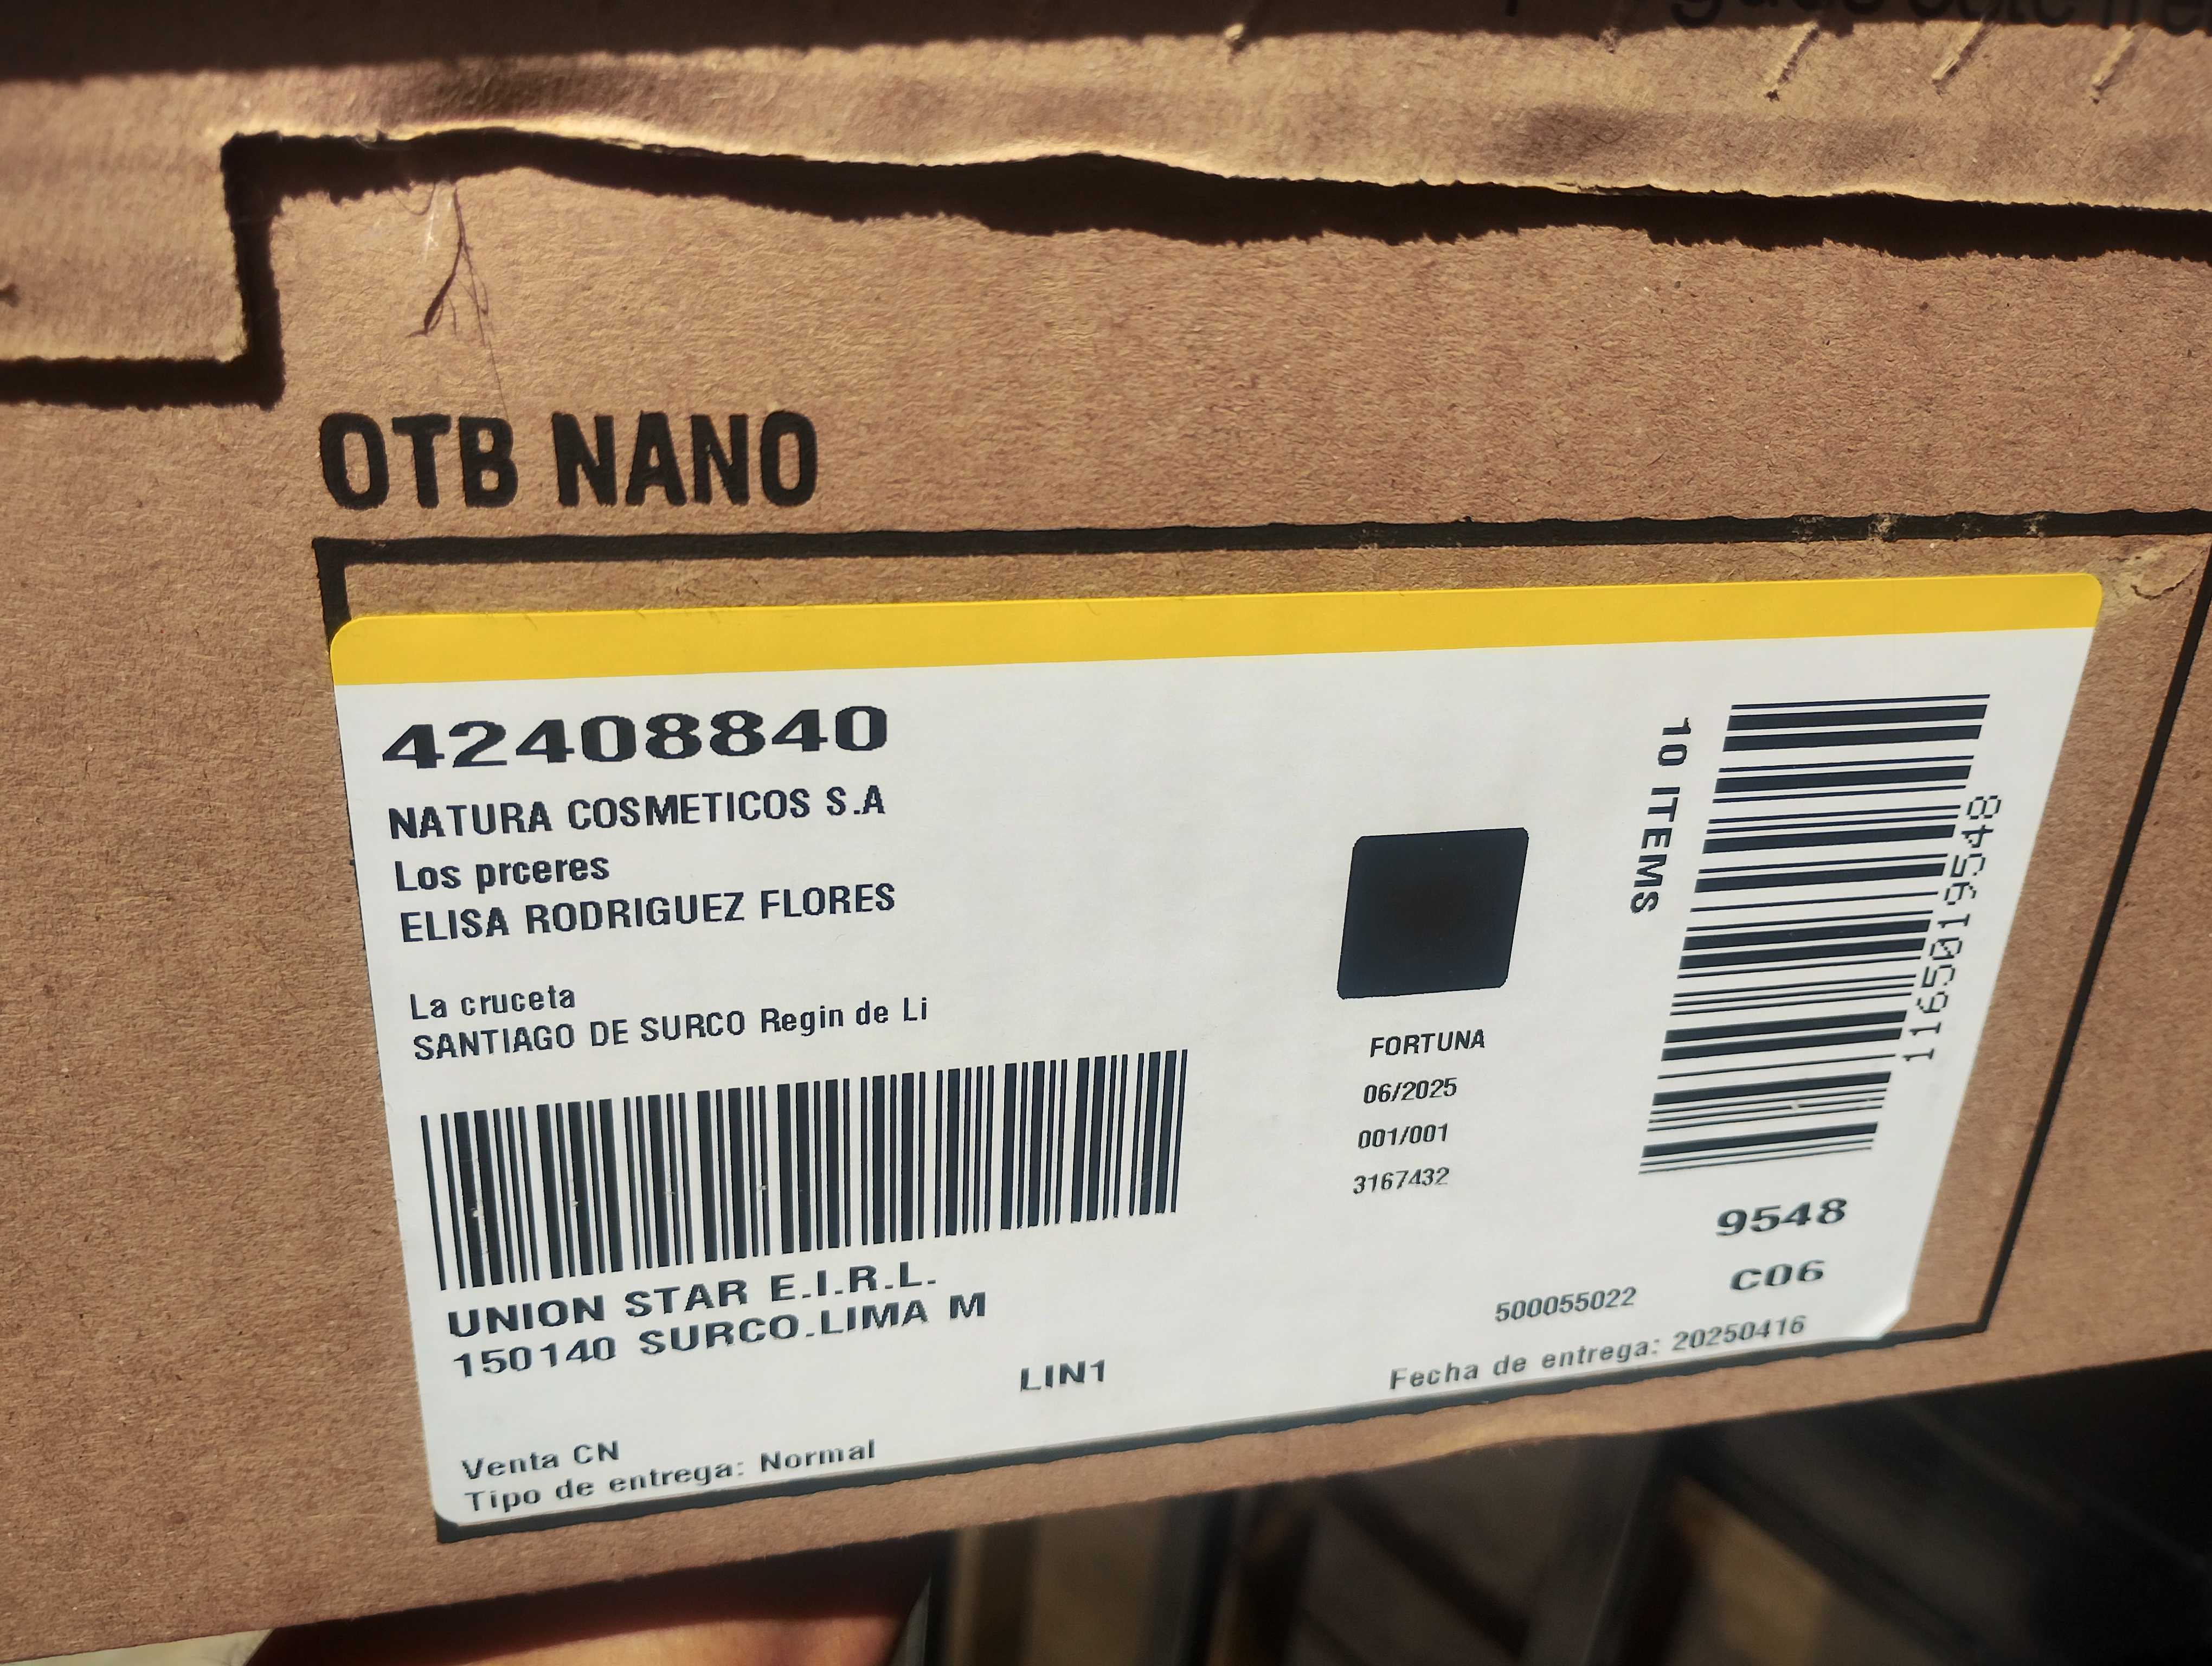 OTB NANO
42408840
NATURA COSMETICOS S.A
Los prceres
ELISA RODRIGUEZ FLORES
La cruceta
SANTIAGO DE SURCO Regin de Li
UNION STAR E.I.R.L.
150140 SURCO.LIMA M
LIN1
Venta CN
Tipo de entrega: Normal
FORTUNA
06/2025
001/001
3167432
10 ITEMS
1165019548
9548
C06
500055022
Fecha de entrega: 20250416